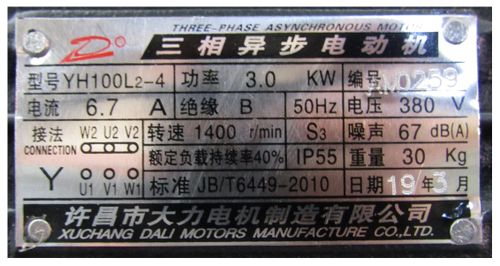 THREE-PHASE ASYNCHRONOUS MOTOR
三相异步电动机
型号 YH100L2-4 功率 3.0 KW 编号 AM0259
电流 6.7 A 绝缘 B 50Hz 电压 380 V
接法 W2 U2 V2 转速 1400 r/min S3 噪声 67 dB(A)
CONNECTION
额定负载持续率40% IP55 重量 30 Kg
Y U1 V1 W1 标准 JB/T6449-2010 日期 19 年 3 月
许昌市大力电机制造有限公司
XUCHANG DALI MOTORS MANUFACTURE CO.,LTD.